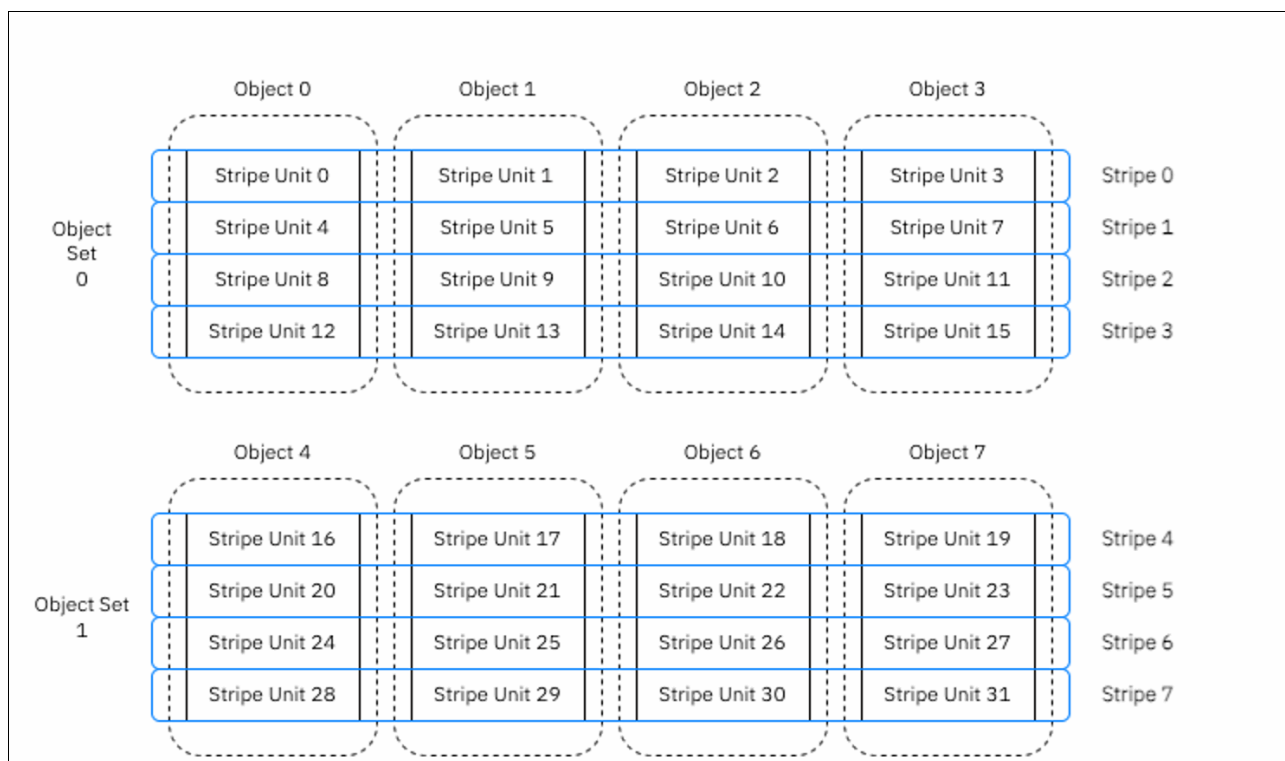 Object 0
Object 1
Object 2
Object 3
Stripe Unit 0
Stripe Unit 1
Stripe Unit 2
Stripe Unit 3
Stripe 0
Stripe Unit 4
Stripe Unit 5
Stripe Unit 6
Stripe Unit 7
Stripe 1
Object
Set
0
Stripe Unit 8
Stripe Unit 9
Stripe Unit 10
Stripe Unit 11
Stripe 2
Stripe Unit 12
Stripe Unit 13
Stripe Unit 14
Stripe Unit 15
Stripe 3
Object 4
Object 5
Object 6
Object 7
Stripe Unit 16
Stripe Unit 17
Stripe Unit 18
Stripe Unit 19
Stripe 4
Stripe Unit 20
Stripe Unit 21
Stripe Unit 22
Stripe Unit 23
Stripe 5
Object Set
1
Stripe Unit 24
Stripe Unit 25
Stripe Unit 26
Stripe Unit 27
Stripe 6
Stripe Unit 28
Stripe Unit 29
Stripe Unit 30
Stripe Unit 31
Stripe 7